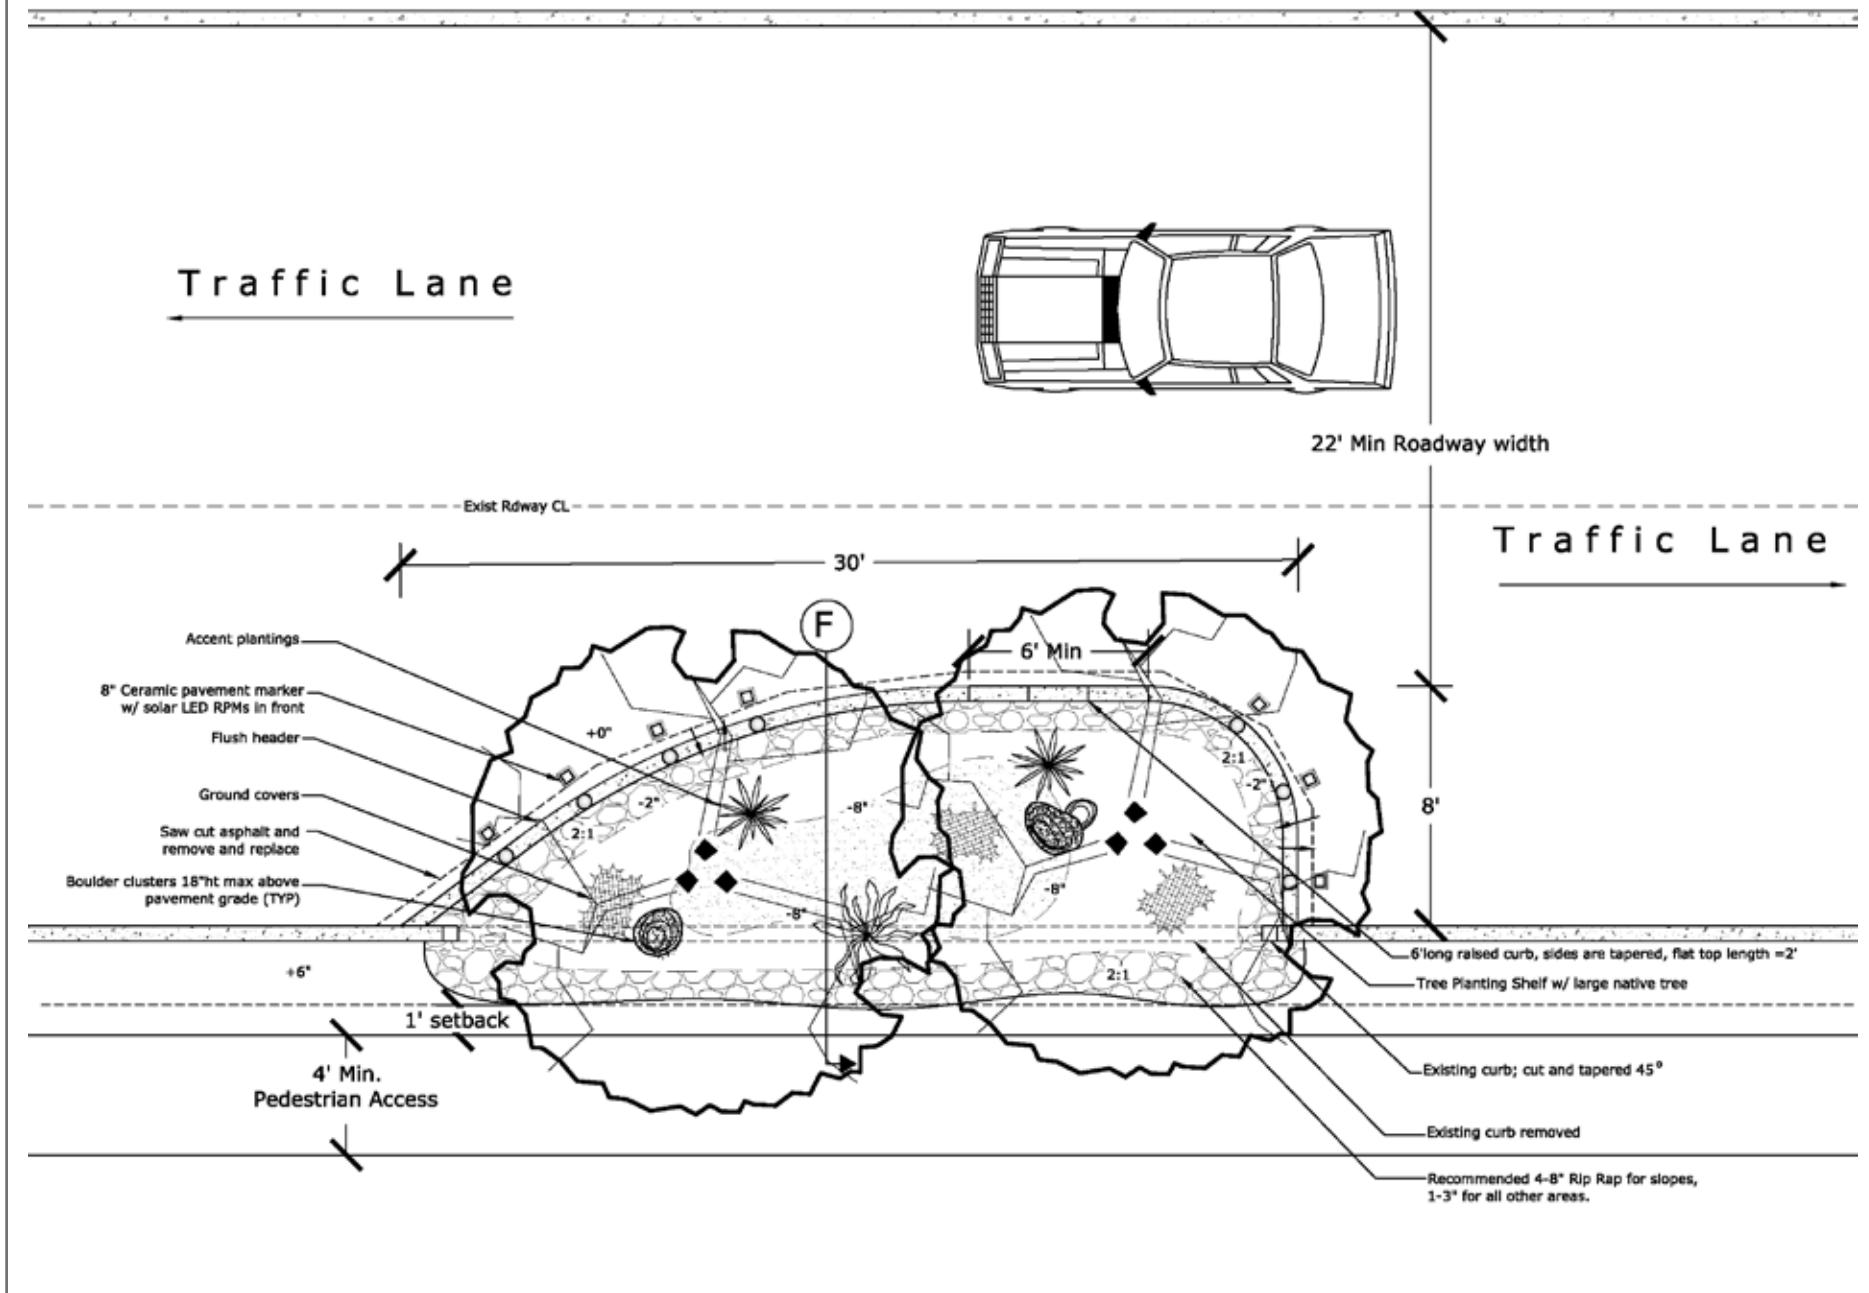 Traffic Lane
22' Min Roadway width
Exist Rdway CL
Traffic Lane
30'
F
Accent plantings
6' Min
8" Ceramic pavement marker
w/ solar LED RPMs in front
+0"
Flush header
2:1
-2"
Ground covers
-2"
-8"
8'
Saw cut asphalt and
remove and replace
2:1
Boulder clusters 18"ht max above
pavement grade (TYP)
-8"
-8"
6'long raised curb, sides are tapered, flat top length =2'
+6"
2:1
Tree Planting Shelf w/ large native tree
1' setback
Existing curb; cut and tapered 45°
4' Min.
Pedestrian Access
Existing curb removed
Recommended 4-8" Rip Rap for slopes,
1-3" for all other areas.